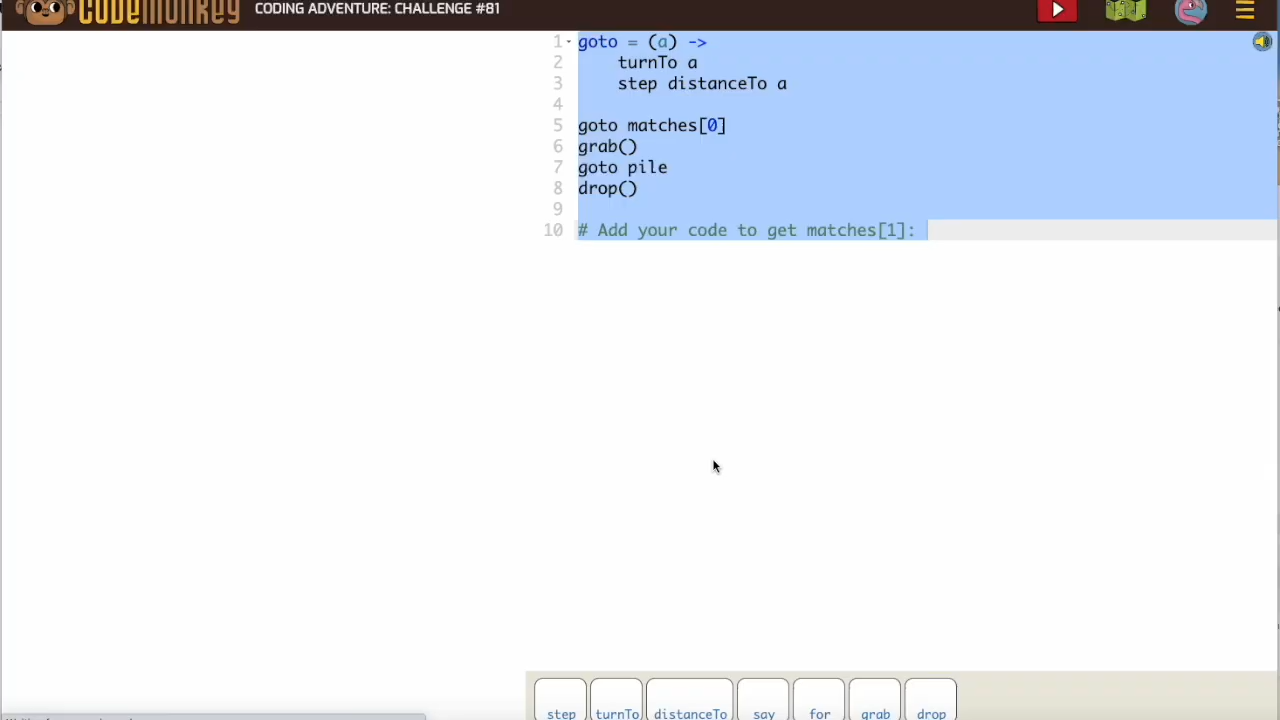 CODEMONKEY CODING ADVENTURE: CHALLENGE #81
1 goto = (a) ->
2 turnTo a
3 step distanceTo a
4
5 goto matches[0]
6 grab()
7 goto pile
8 drop()
9
10 # Add your code to get matches[1]:
step turnTo distanceTo say for grab drop